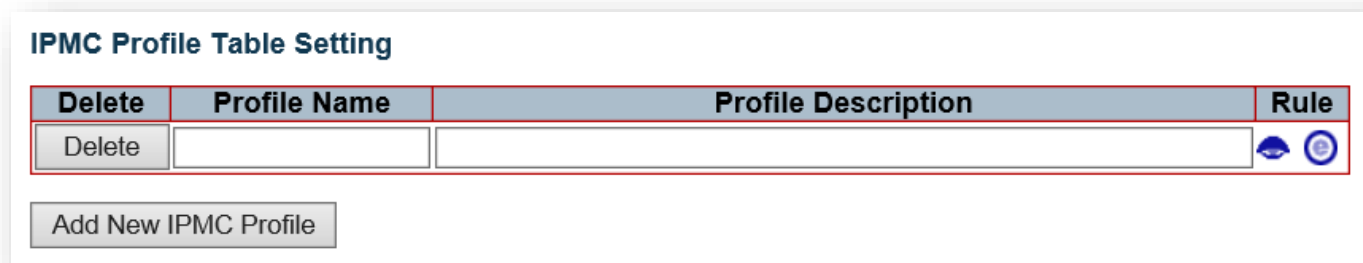 IPMC Profile Table Setting
Delete Profile Name Profile Description Rule
Delete e
Add New IPMC Profile